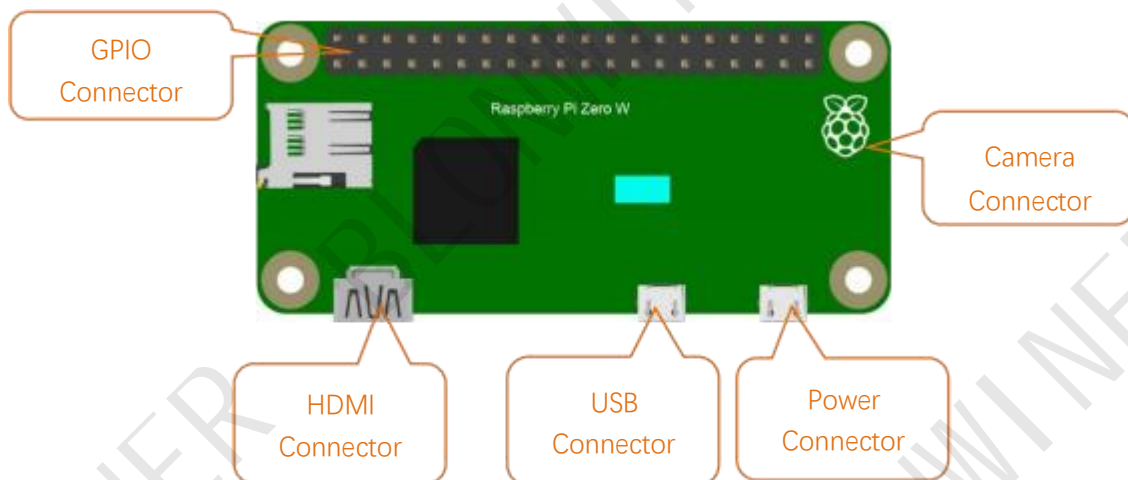 GPIO
Connector
Raspberry Pi Zero W
Camera
Connector
HDMI
Connector
USB
Connector
Power
Connector